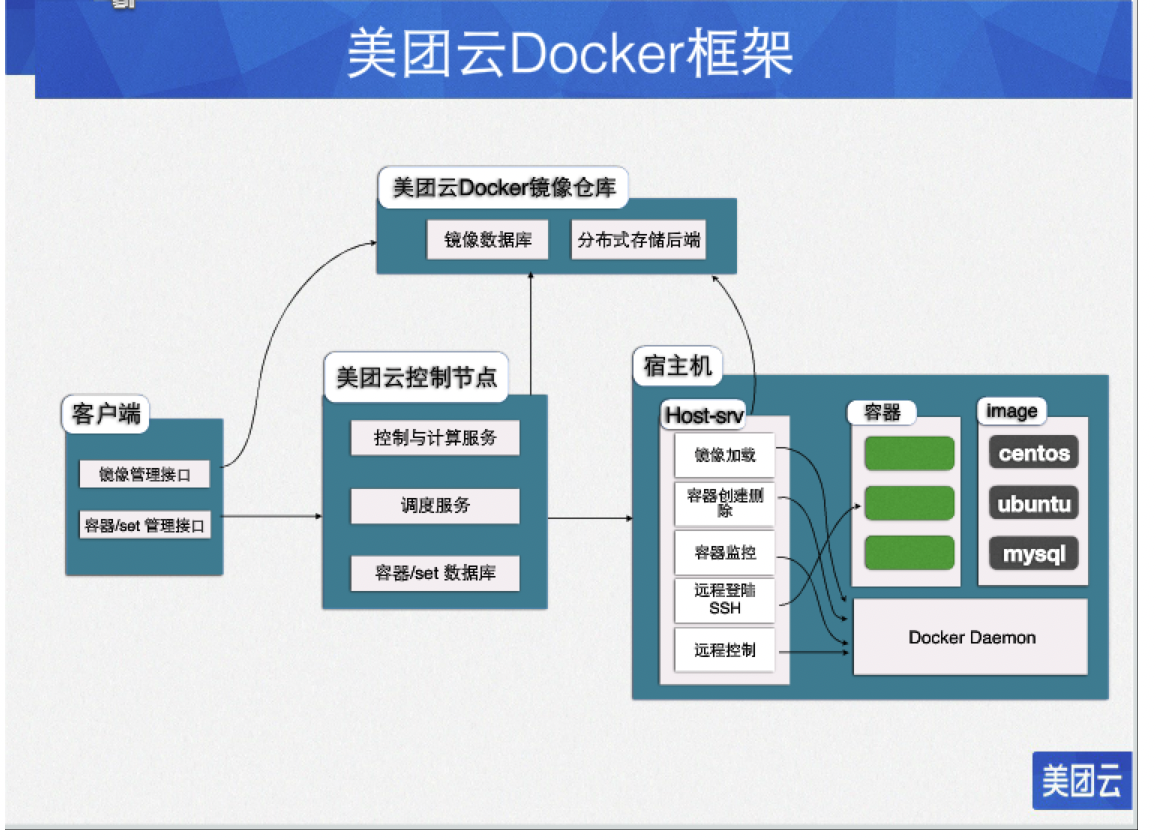 美团云Docker框架
美团云Docker镜像仓库
镜像数据库
分布式存储后端
客户端
镜像管理接口
容器/set 管理接口
美团云控制节点
控制与计算服务
调度服务
容器/set 数据库
宿主机
Host-srv
镜像加载
容器创建删
除
容器监控
远程登陆
SSH
远程控制
容器
image
centos
ubuntu
mysql
Docker Daemon
美团云